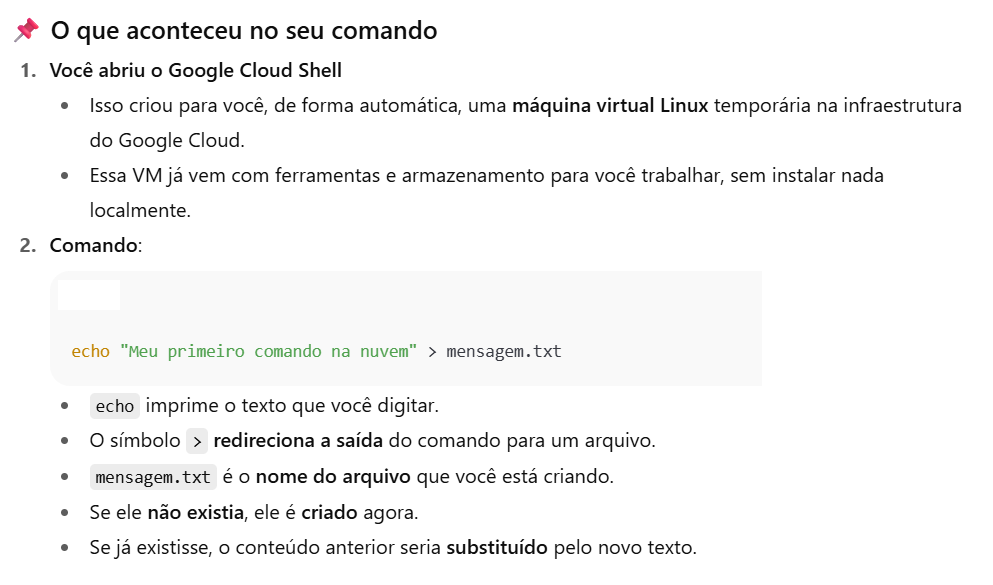 📌 O que aconteceu no seu comando
1. Você abriu o Google Cloud Shell
• Isso criou para você, de forma automática, uma máquina virtual Linux temporária na infraestrutura
do Google Cloud.
• Essa VM já vem com ferramentas e armazenamento para você trabalhar, sem instalar nada
localmente.
2. Comando:
echo "Meu primeiro comando na nuvem" > mensagem.txt
• echo imprime o texto que você digitar.
• O símbolo > redireciona a saída do comando para um arquivo.
• mensagem.txt é o nome do arquivo que você está criando.
• Se ele não existia, ele é criado agora.
• Se já existisse, o conteúdo anterior seria substituído pelo novo texto.